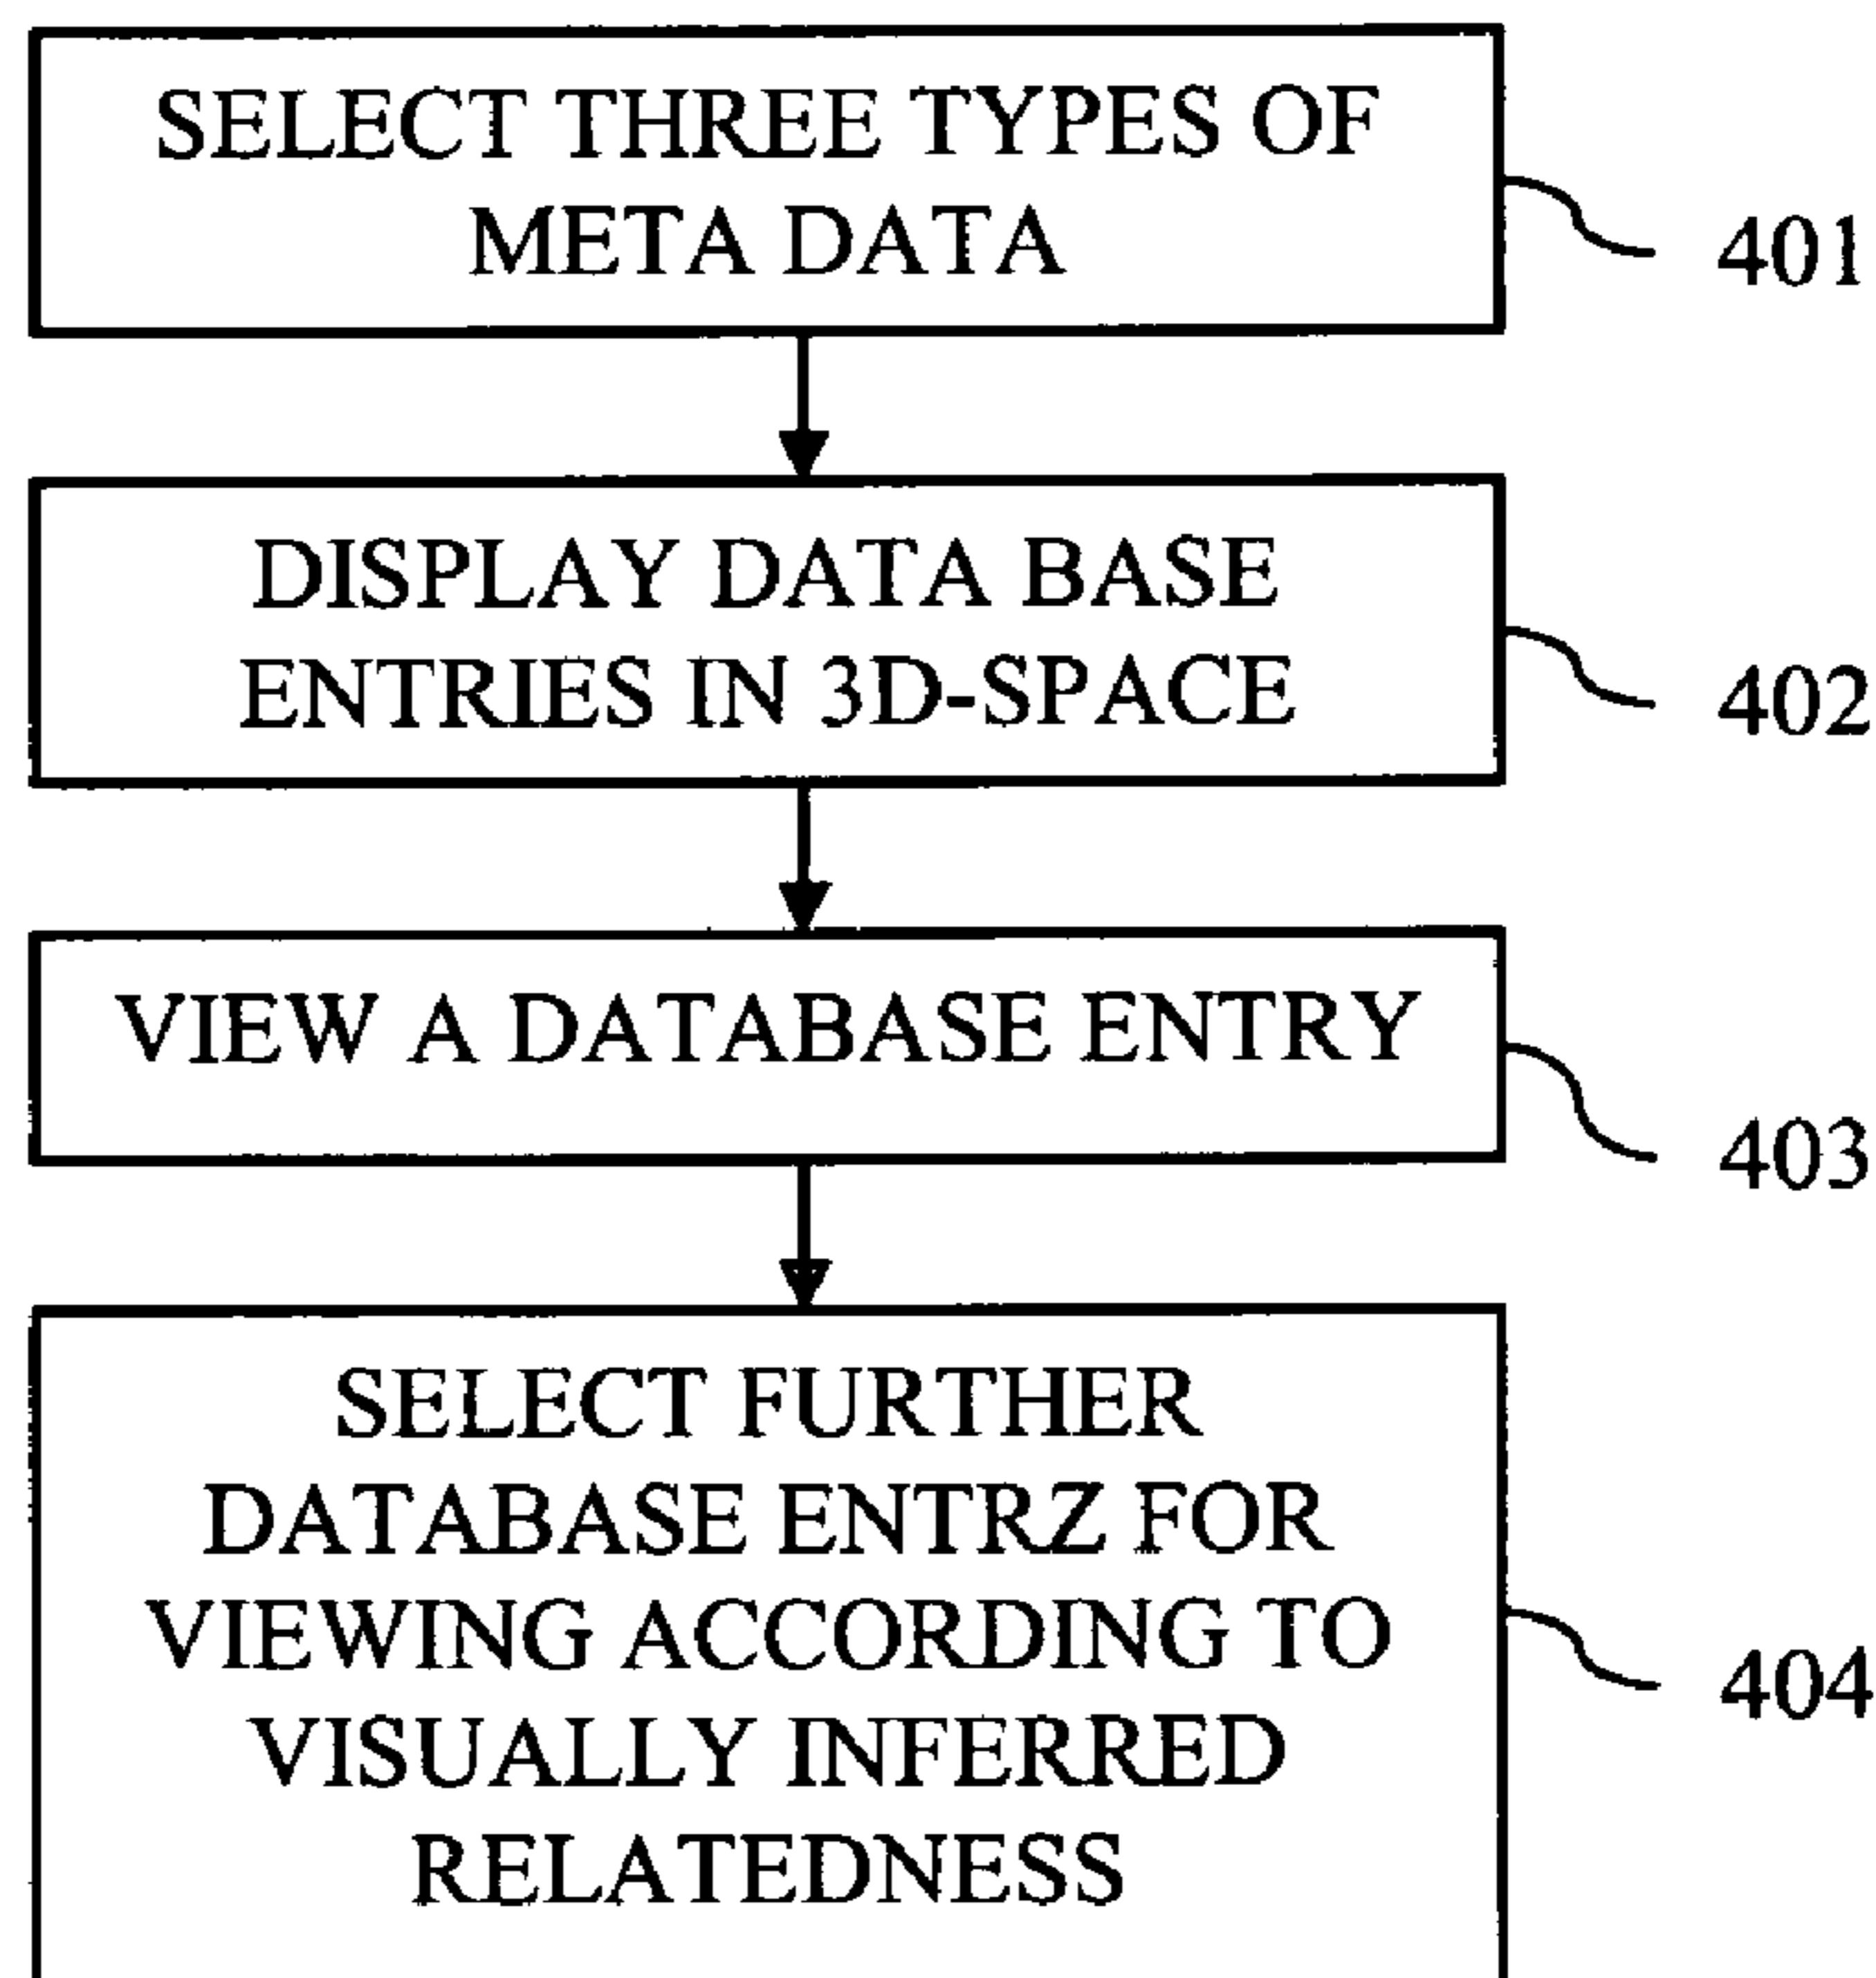 SELECT THREE TYPES OF
META DATA
401
DISPLAY DATA BASE
ENTRIES IN 3D-SPACE
402
VIEW A DATABASE ENTRY
403
SELECT FURTHER
DATABASE ENTRZ FOR
VIEWING ACCORDING TO
VISUALLY INFERRED
RELATEDNESS
404